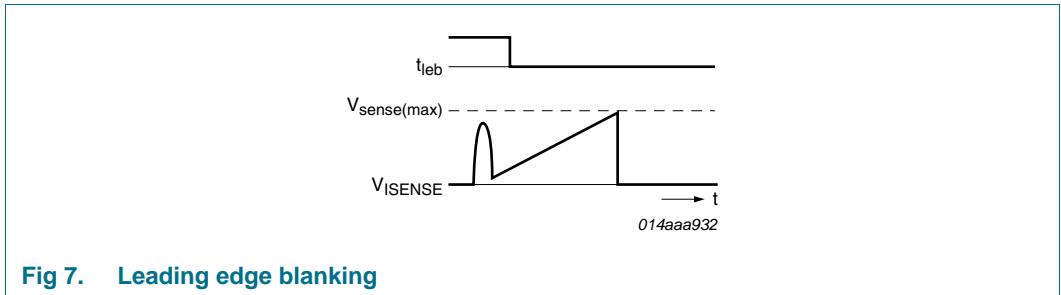 tleb
Vsense(max)
VISENSE
t
014aaa932
Fig 7. Leading edge blanking